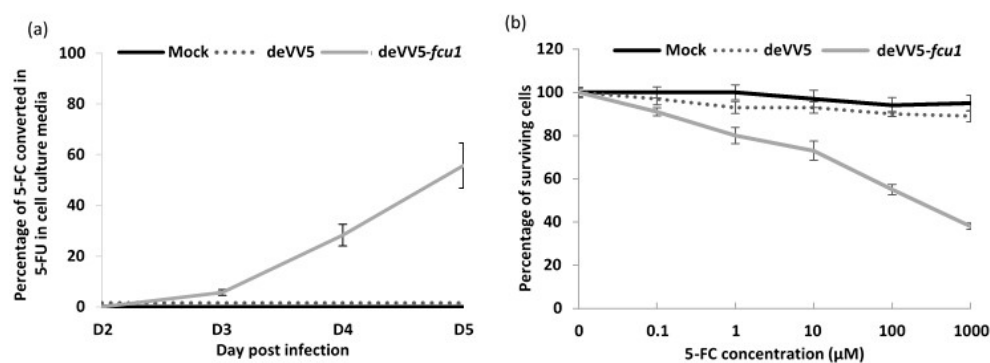 (a)
Mock deVV5 deVV5-fcu1
Percentage of 5-FC converted in
5-FU in cell culture media
100
80
60
40
20
0
D2 D3 D4 D5
Day post infection
(b)
Mock deVV5 deVV5-fcu1
Percentage of surviving cells
120
100
80
60
40
20
0
0 0.1 1 10 100 1000
5-FC concentration (µM)